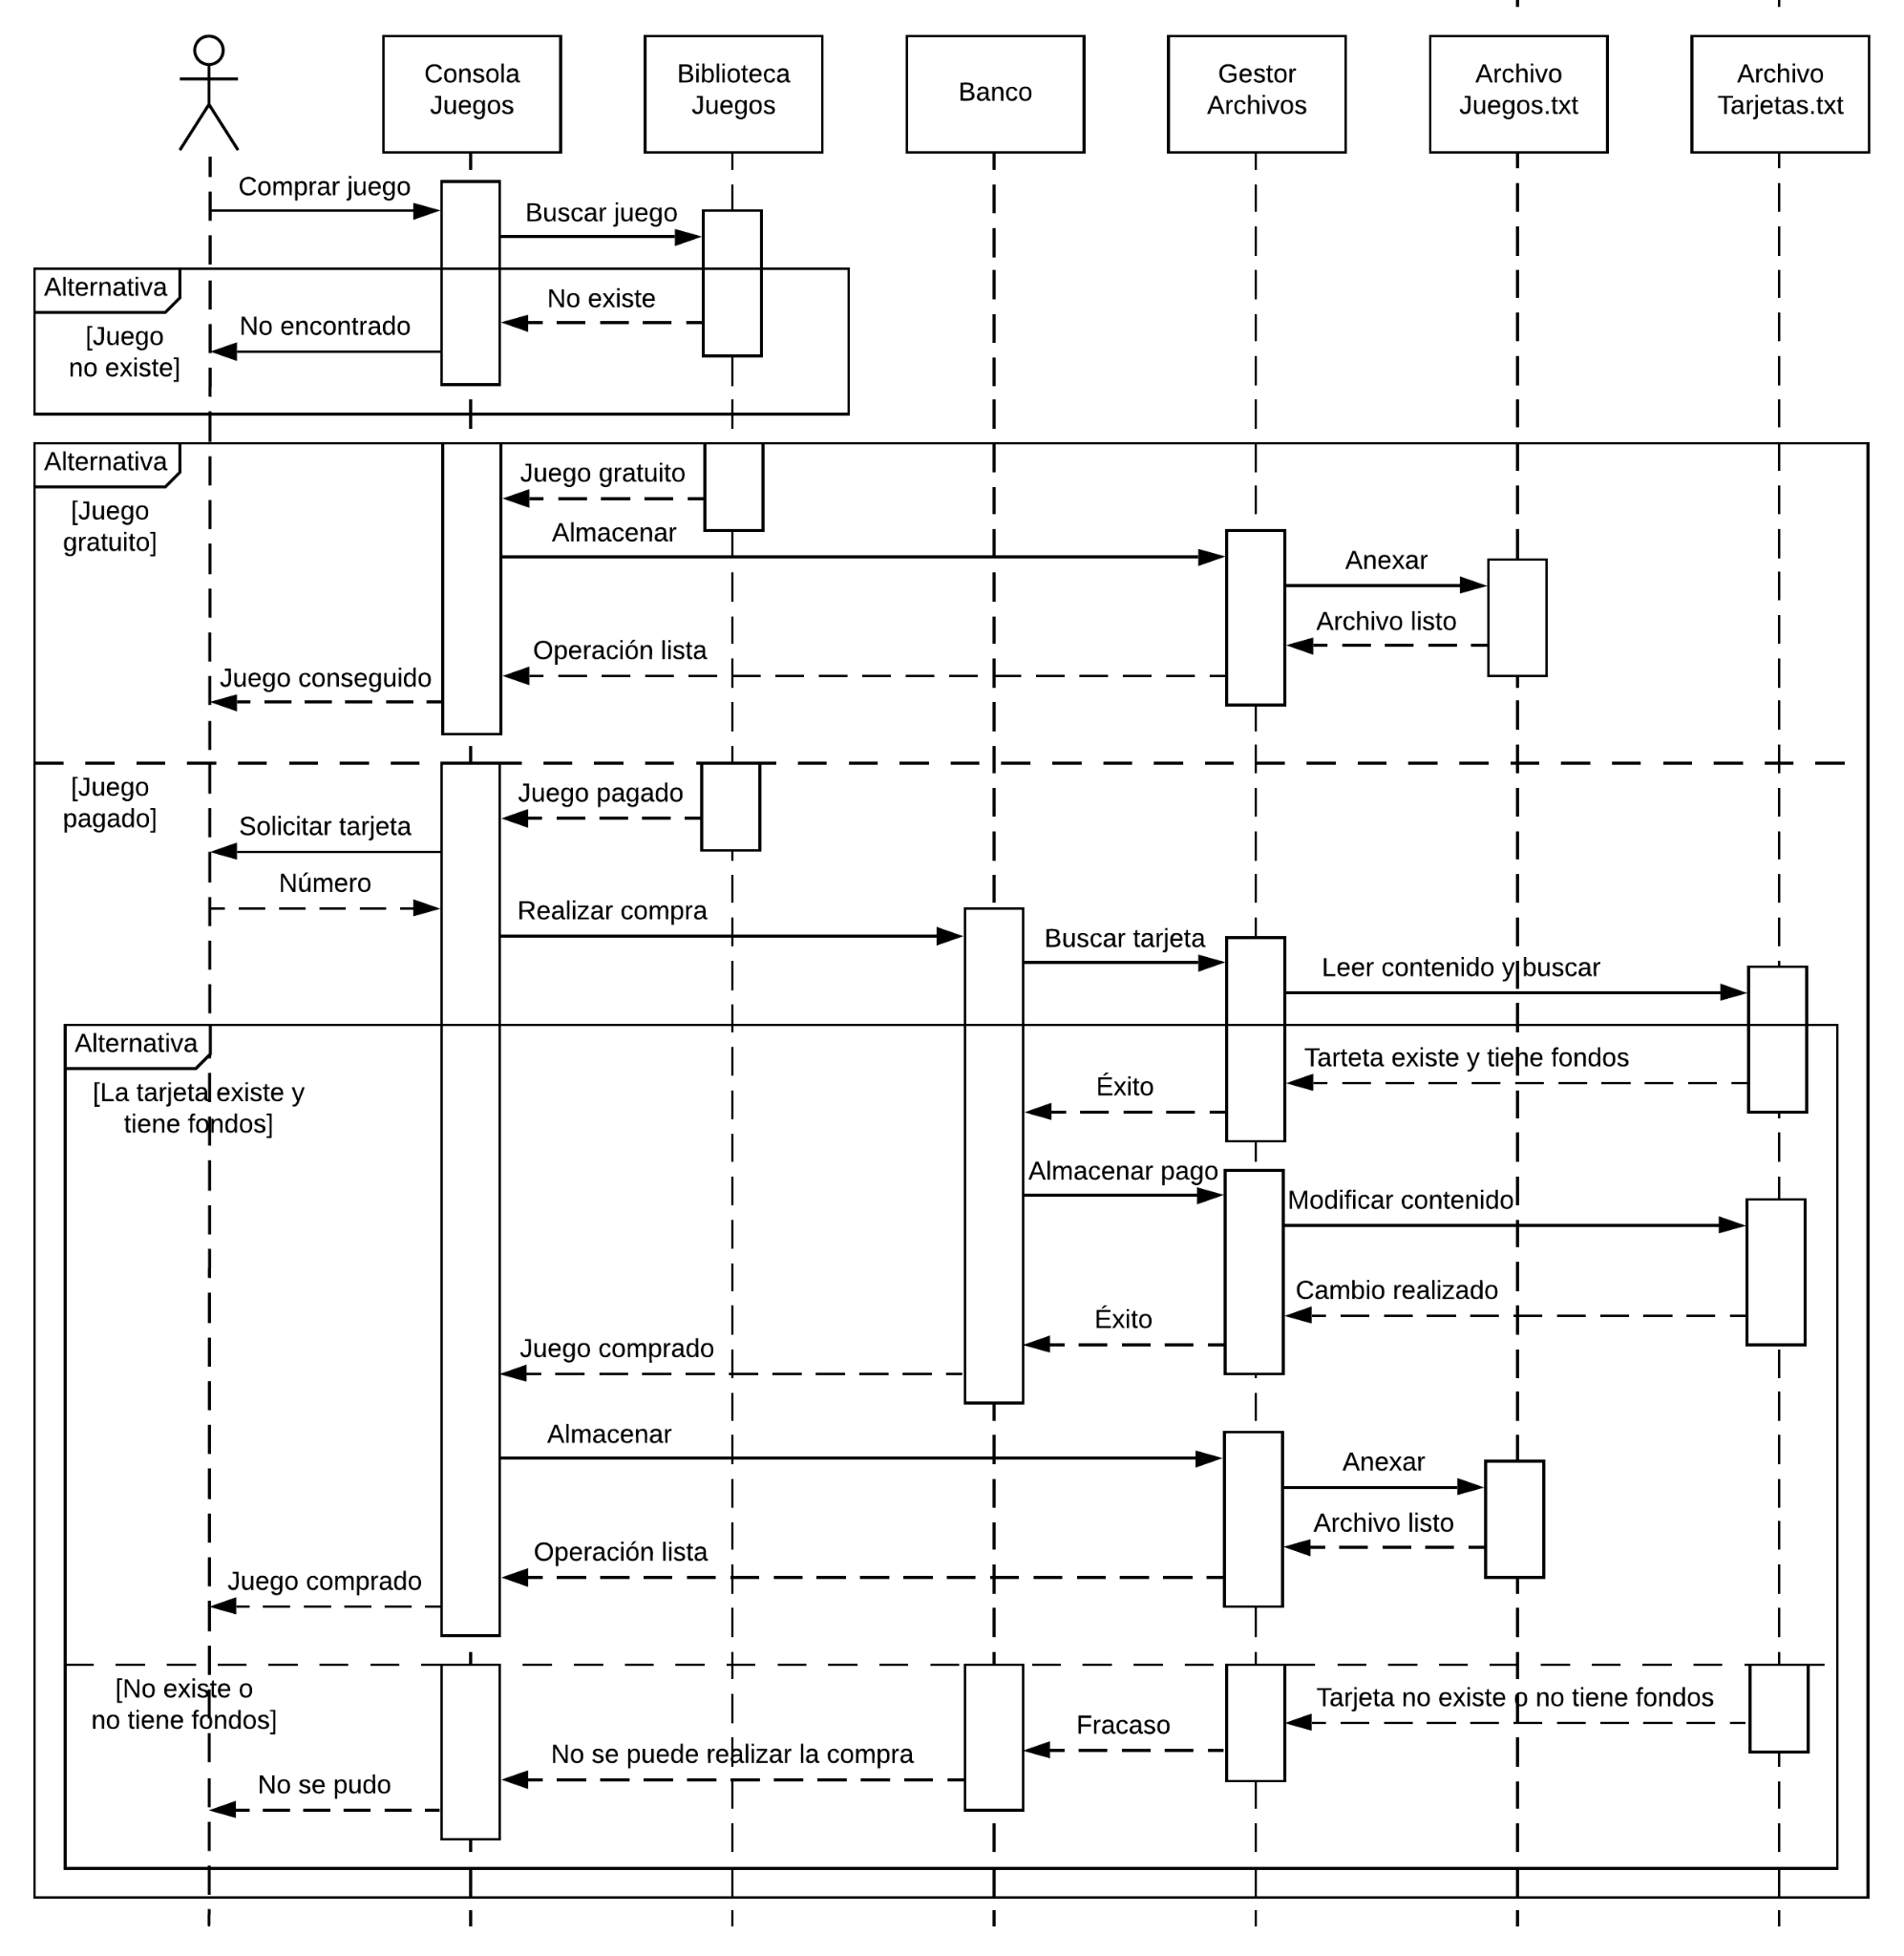 Consola
Juegos
Biblioteca
Juegos
Banco
Gestor
Archivos
Archivo
Juegos.txt
Archivo
Tarjetas.txt
Comprar juego
Buscar juego
Alternativa
[Juego
no existe]
No existe
No encontrado
Alternativa
[Juego
gratuito]
Juego gratuito
Almacenar
Anexar
Archivo listo
Operación lista
Juego conseguido
[Juego
pagado]
Juego pagado
Solicitar tarjeta
Número
Realizar compra
Buscar tarjeta
Leer contenido y buscar
Alternativa
[La tarjeta existe y
tiene fondos]
Tarteta existe y tiene fondos
Éxito
Almacenar pago
Modificar contenido
Cambio realizado
Éxito
Juego comprado
Almacenar
Anexar
Archivo listo
Operación lista
Juego comprado
[No existe o
no tiene fondos]
Tarjeta no existe o no tiene fondos
Fracaso
No se puede realizar la compra
No se pudo